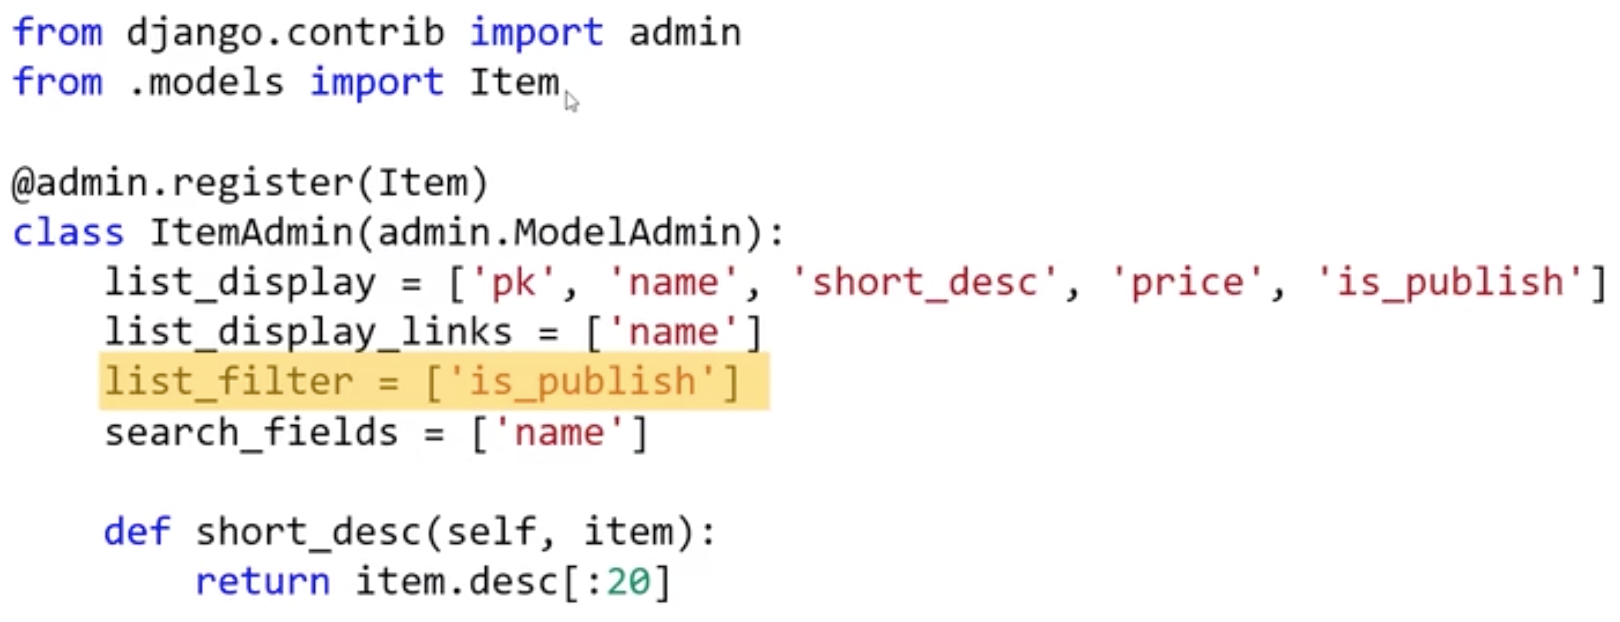 from django.contrib import admin
from .models import Item

@admin.register(Item)
class ItemAdmin(admin.ModelAdmin):
    list_display = ['pk', 'name', 'short_desc', 'price', 'is_publish']
    list_display_links = ['name']
    list_filter = ['is_publish']
    search_fields = ['name']

    def short_desc(self, item):
        return item.desc[:20]